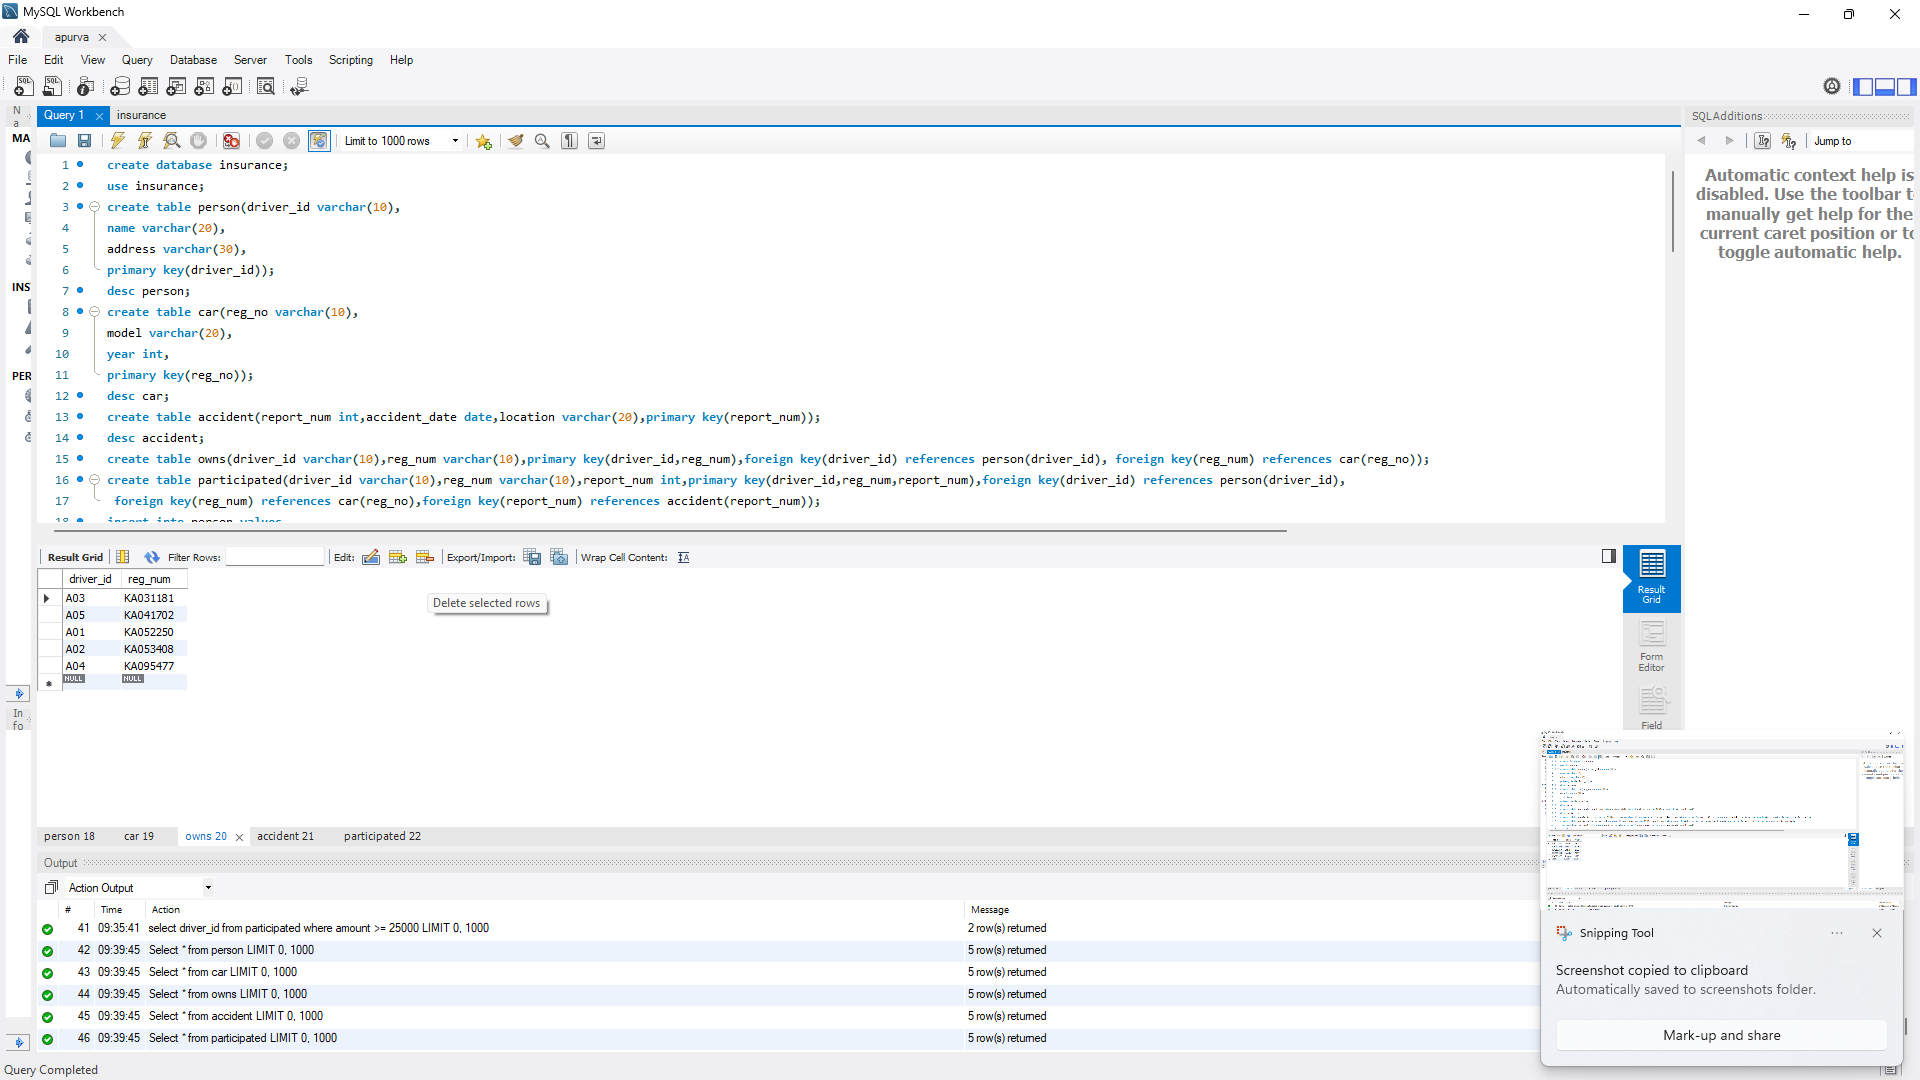 MySQL Workbench
apurva
File Edit View Query Database Server Tools Scripting Help
Query 1 insurance
SQLAdditions
Limit to 1000 rows
Jump to
N
a
MA
INS
PER
In
fo
1 create database insurance;
2 use insurance;
3 create table person(driver_id varchar(10),
4 name varchar(20),
5 address varchar(30),
6 primary key(driver_id));
7 desc person;
8 create table car(reg_no varchar(10),
9 model varchar(20),
10 year int,
11 primary key(reg_no));
12 desc car;
13 create table accident(report_num int,accident_date date,location varchar(20),primary key(report_num));
14 desc accident;
15 create table owns(driver_id varchar(10),reg_num varchar(10),primary key(driver_id,reg_num),foreign key(driver_id) references person(driver_id), foreign key(reg_num) references car(reg_no));
16 create table participated(driver_id varchar(10),reg_num varchar(10),report_num int,primary key(driver_id,reg_num,report_num),foreign key(driver_id) references person(driver_id),
17 foreign key(reg_num) references car(reg_no),foreign key(report_num) references accident(report_num));
18 insert into person values
Automatic context help is
disabled. Use the toolbar t
manually get help for the
current caret position or to
toggle automatic help.
Result Grid Filter Rows: Edit: Export/Import: Wrap Cell Content:
driver_id reg_num
A03 KA031181
A05 KA041702
A01 KA052250
A02 KA053408
A04 KA095477
NULL NULL
Delete selected rows
Result
Grid
Form
Editor
Field
person 18 car 19 owns 20 accident 21 participated 22
Output
Action Output
# Time Action Message
41 09:35:41 select driver_id from participated where amount >= 25000 LIMIT 0, 1000 2 row(s) returned
42 09:39:45 Select * from person LIMIT 0, 1000 5 row(s) returned
43 09:39:45 Select * from car LIMIT 0, 1000 5 row(s) returned
44 09:39:45 Select * from owns LIMIT 0, 1000 5 row(s) returned
45 09:39:45 Select * from accident LIMIT 0, 1000 5 row(s) returned
46 09:39:45 Select * from participated LIMIT 0, 1000 5 row(s) returned
Query Completed
Snipping Tool
Screenshot copied to clipboard
Automatically saved to screenshots folder.
Mark-up and share